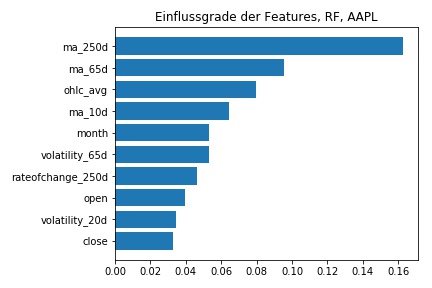 Einflussgrade der Features, RF, AAPL
ma_250d
ma_65d
ohlc_avg
ma_10d
month
volatility_65d
rateofchange_250d
open
volatility_20d
close
0.00 0.02 0.04 0.06 0.08 0.10 0.12 0.14 0.16